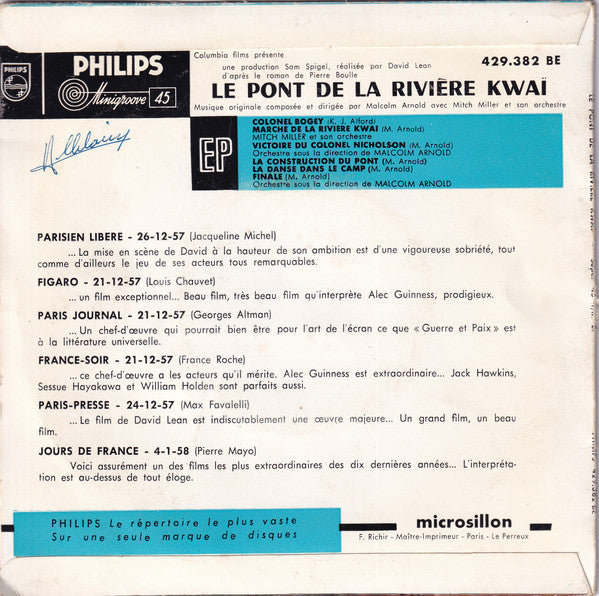 PHILIPS
PHILIPS
Minigroove 45
Columbia films présente
une production Sam Spigel, réalisée par David Lean
d'après le roman de Pierre Boulle
429.382 BE
LE PONT DE LA RIVIÈRE KWAÏ
Musique originale composée et dirigée par Malcolm Arnold avec Mitch Miller et son orchestre
EP
COLONEL BOGEY (K. J. Alford)
MARCHE DE LA RIVIERE KWAI (M. Arnold)
MITCH MILLER et son orchestre
VICTOIRE DU COLONEL NICHOLSON (M. Arnold)
Orchestre sous la direction de MALCOLM ARNOLD
LA CONSTRUCTION DU PONT (M. Arnold)
LA DANSE DANS LE CAMP (M. Arnold)
FINALE (M. Arnold)
Orchestre sous la direction de MALCOLM ARNOLD
PARISIEN LIBERE - 26-12-57 (Jacqueline Michel)
... La mise en scène de David à la hauteur de son ambition est d'une vigoureuse sobriété, tout
comme d'ailleurs le jeu de ses acteurs tous remarquables.
FIGARO - 21-12-57 (Louis Chauvet)
... un film exceptionnel... Beau film, très beau film qu'interprète Alec Guinness, prodigieux.
PARIS JOURNAL - 21-12-57 (Georges Altman)
... Un chef-d'œuvre qui pourrait bien être pour l'art de l'écran ce que « Guerre et Paix » est
à la littérature universelle.
FRANCE-SOIR - 21-12-57 (France Roche)
... ce chef-d'œuvre a les acteurs qu'il mérite. Alec Guinness est extraordinaire... Jack Hawkins,
Sessue Hayakawa et William Holden sont parfaits aussi.
PARIS-PRESSE - 24-12-57 (Max Favalelli)
... Le film de David Lean est indiscutablement une œuvre majeure... Un grand film, un beau
film.
JOURS DE FRANCE - 4-1-58 (Pierre Mayo)
Voici assurément un des films les plus extraordinaires des dix dernières années... L'interpréta-
tion est au-dessus de tout éloge.
PHILIPS Le répertoire le plus vaste
Sur une seule marque de disques
microsillon
F. Richir - Maître-Imprimeur - Paris - Le Perreux
LE PONT DE LA RIVIÈRE KWAÏ